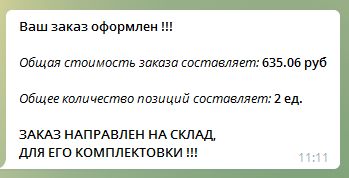 Ваш заказ оформлен !!!
Общая стоимость заказа составляет: 635.06 руб
Общее количество позиций составляет: 2 ед.
ЗАКАЗ НАПРАВЛЕН НА СКЛАД,
ДЛЯ ЕГО КОМПЛЕКТОВКИ !!!
11:11